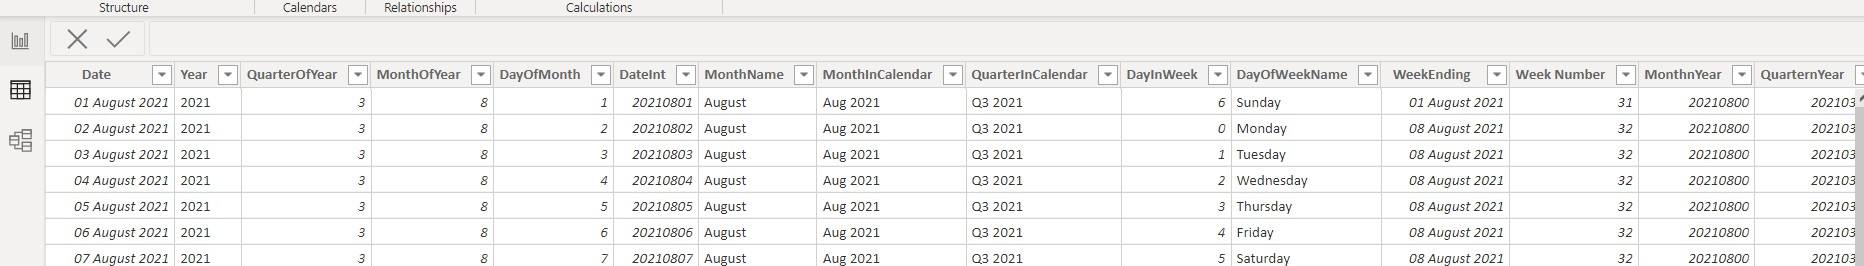 Structure Calendars Relationships Calculations
Date Year QuarterOfYear MonthOfYear DayOfMonth DateInt MonthName MonthInCalendar QuarterInCalendar DayInWeek DayOfWeekName WeekEnding Week Number MonthnYear QuarternYear
01 August 2021 2021 3 8 1 20210801 August Aug 2021 Q3 2021 6 Sunday 01 August 2021 31 20210800 202103
02 August 2021 2021 3 8 2 20210802 August Aug 2021 Q3 2021 0 Monday 08 August 2021 32 20210800 202103
03 August 2021 2021 3 8 3 20210803 August Aug 2021 Q3 2021 1 Tuesday 08 August 2021 32 20210800 202103
04 August 2021 2021 3 8 4 20210804 August Aug 2021 Q3 2021 2 Wednesday 08 August 2021 32 20210800 202103
05 August 2021 2021 3 8 5 20210805 August Aug 2021 Q3 2021 3 Thursday 08 August 2021 32 20210800 202103
06 August 2021 2021 3 8 6 20210806 August Aug 2021 Q3 2021 4 Friday 08 August 2021 32 20210800 202103
07 August 2021 2021 3 8 7 20210807 August Aug 2021 Q3 2021 5 Saturday 08 August 2021 32 20210800 202103